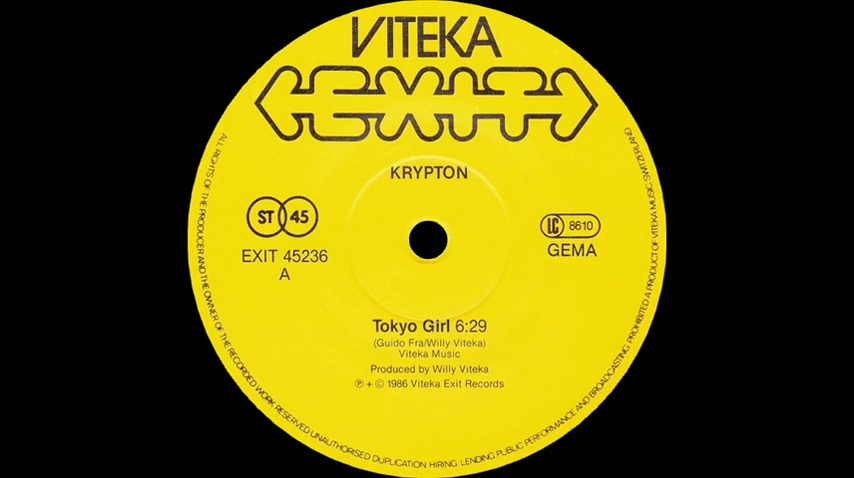 VITEKA
EXIT
KRYPTON
ST 45
LC 8610
EXIT 45236
GEMA
A
Tokyo Girl 6:29
(Guido Fra/Willy Viteka)
Viteka Music
Produced by Willy Viteka
℗ + © 1986 Viteka Exit Records
ALL RIGHTS OF THE PRODUCER AND THE OWNER OF THE RECORDED WORK RESERVED UNAUTHORISED DUPLICATION HIRING LENDING PUBLIC PERFORMANCE AND BROADCASTING PROHIBITED A PRODUCT OF VITEKA MUSIC SWITZERLAND